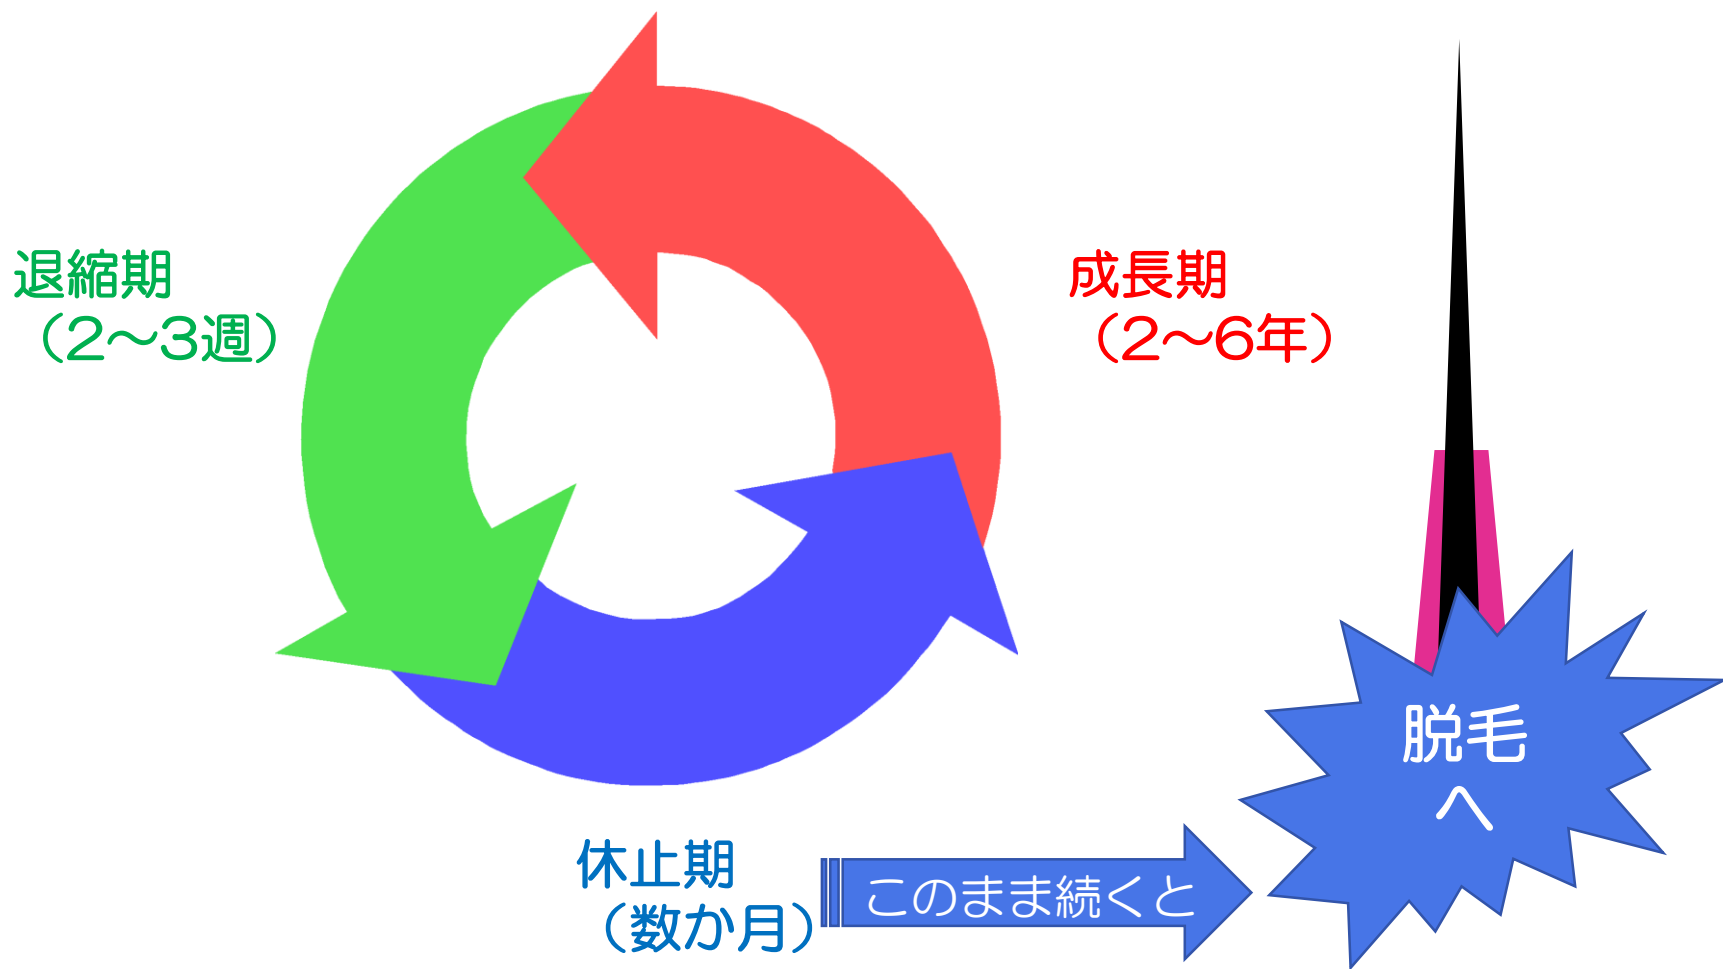 退縮期
（2～3週）
成長期
（2～6年）
休止期
（数か月）
このまま続くと
脱毛
へ